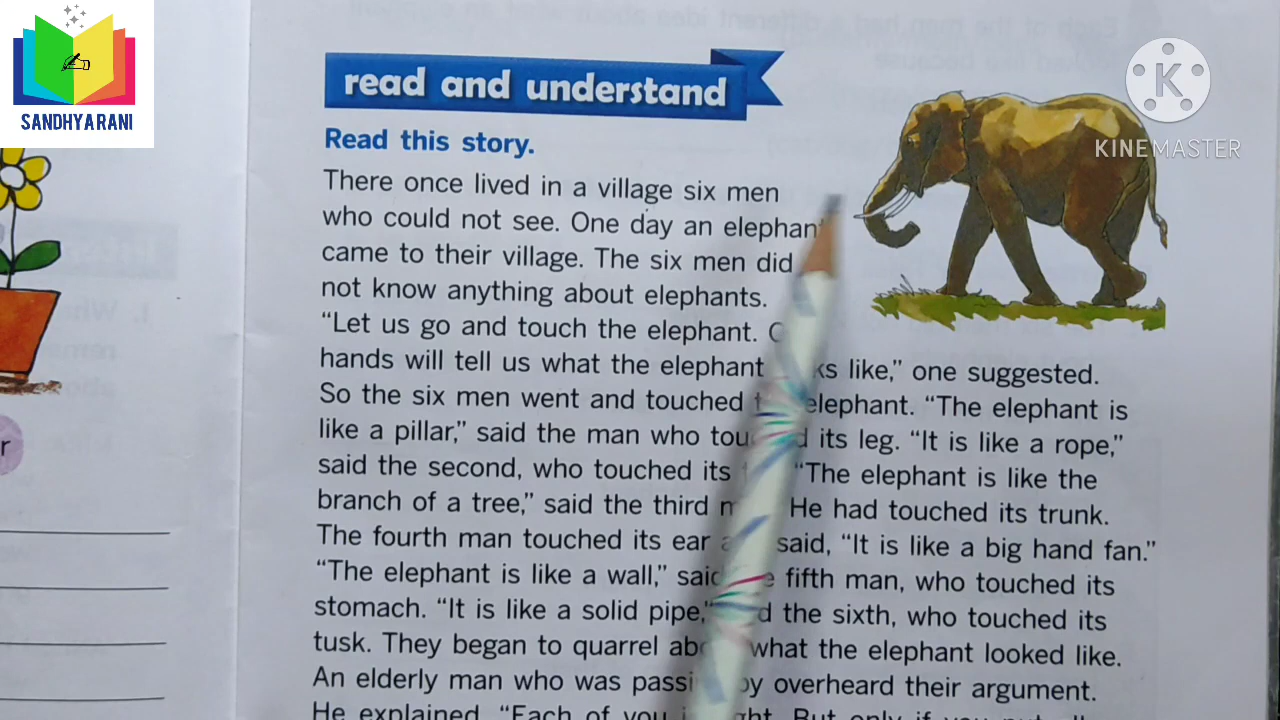 SANDHYARANI
K
KINEMASTER
read and understand
Read this story.
There once lived in a village six men
who could not see. One day an elephant
came to their village. The six men did
not know anything about elephants.
“Let us go and touch the elephant.
hands will tell us what the elephant like,” one suggested.
So the six men went and touched elephant. “The elephant is
like a pillar,” said the man who its leg. “It is like a rope,”
said the second, who touched its “The elephant is like the
branch of a tree,” said the third He had touched its trunk.
The fourth man touched its ear said, “It is like a big hand fan.”
“The elephant is like a wall,” said fifth man, who touched its
stomach. “It is like a solid pipe,” the sixth, who touched its
tusk. They began to quarrel what the elephant looked like.
An elderly man who was passing by overheard their argument.
He explained, “Each of you But only if you put
r